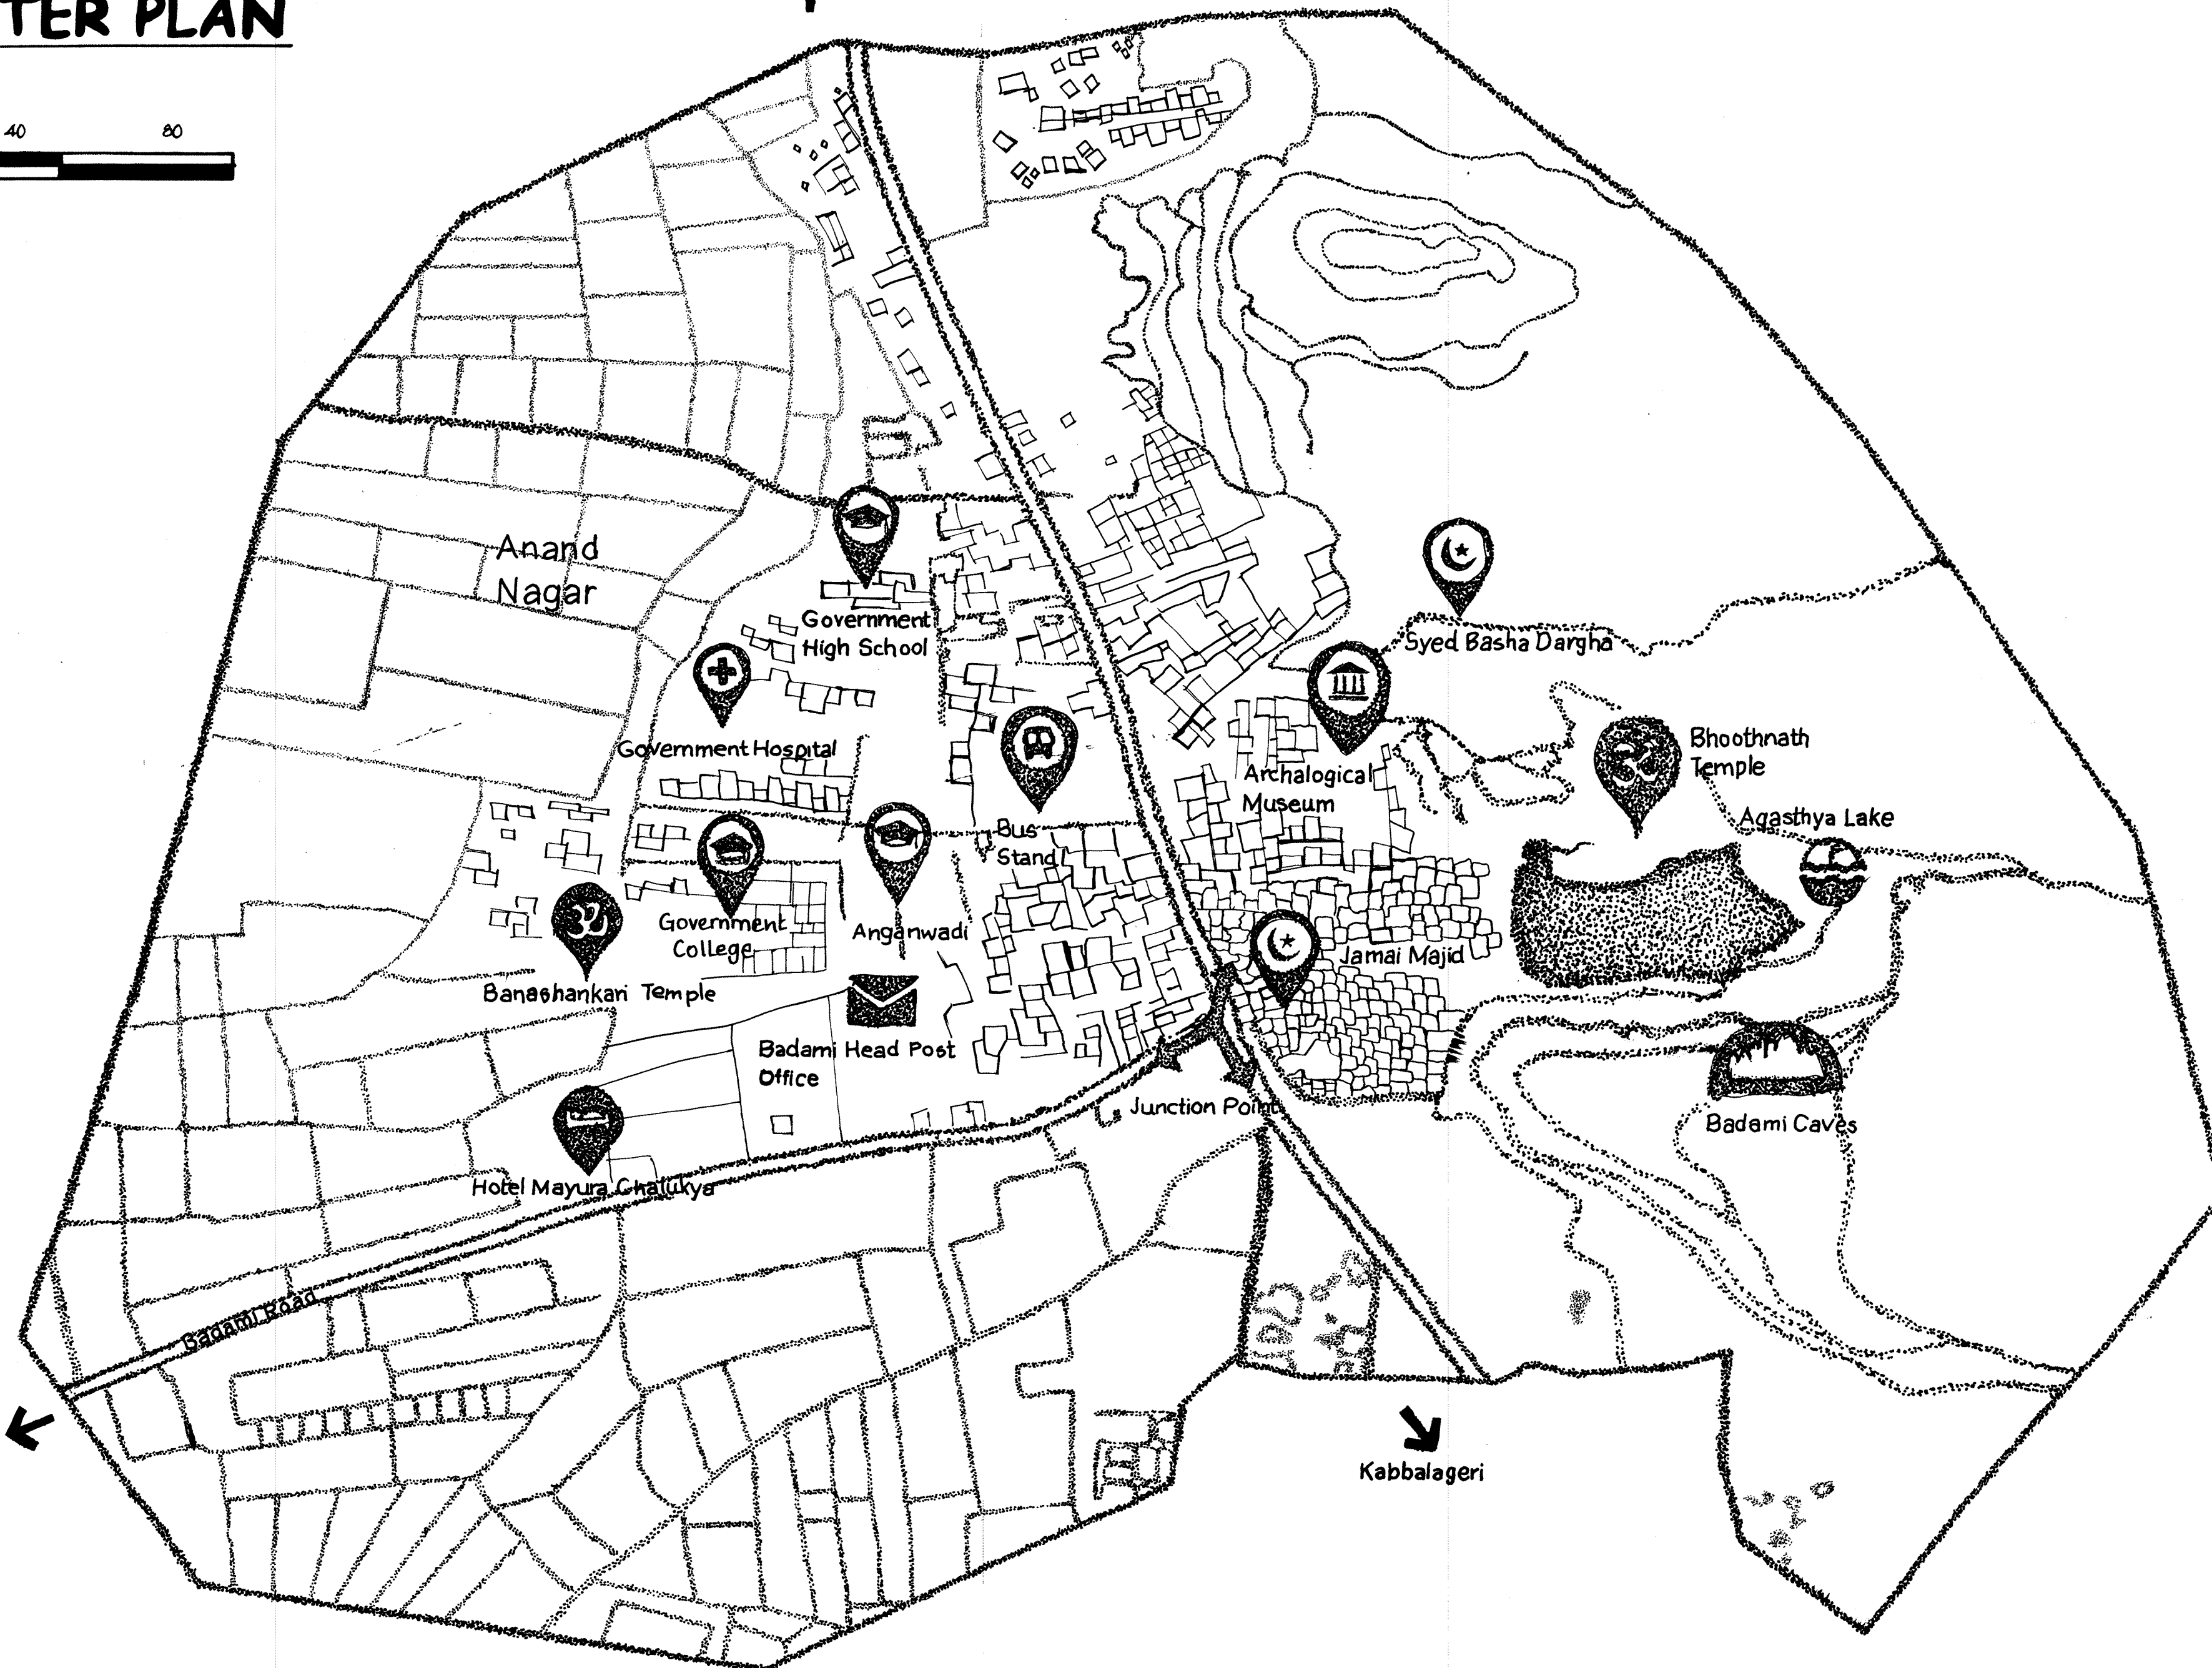 TER PLAN
40 80
Anand
Nagar
Government
High School
Syed Basha Dargha
Government Hospital
Bhoothnath
Temple
Archalogical
Museum
Agasthya Lake
Bus
Stand
Government
College
Anganwadi
Jamai Majid
Banashankari Temple
Badami Head Post
Office
Junction Point
Badami Caves
Hotel Mayura Chalukya
Badami Road
Kabbalageri